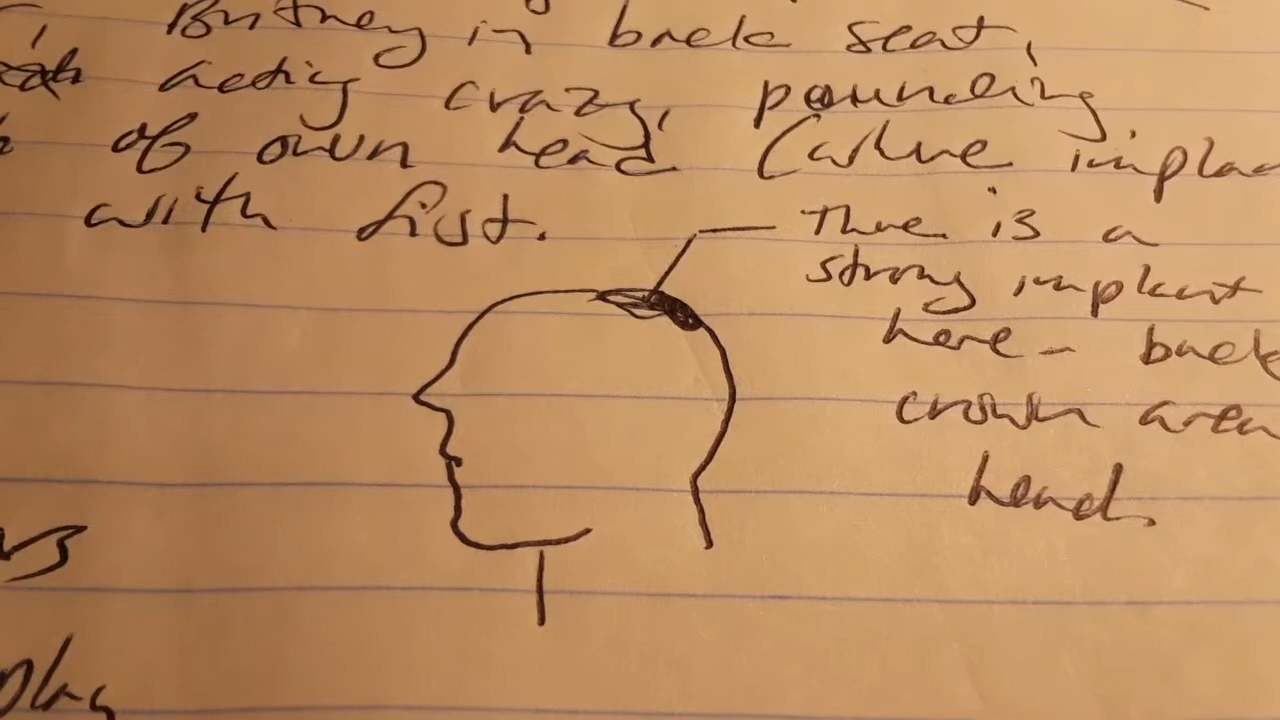 Britney in back seat,
acting crazy, pounding
of own head (where implan
with fist.
There is a
strong implant
here - back
crown area
head.
play